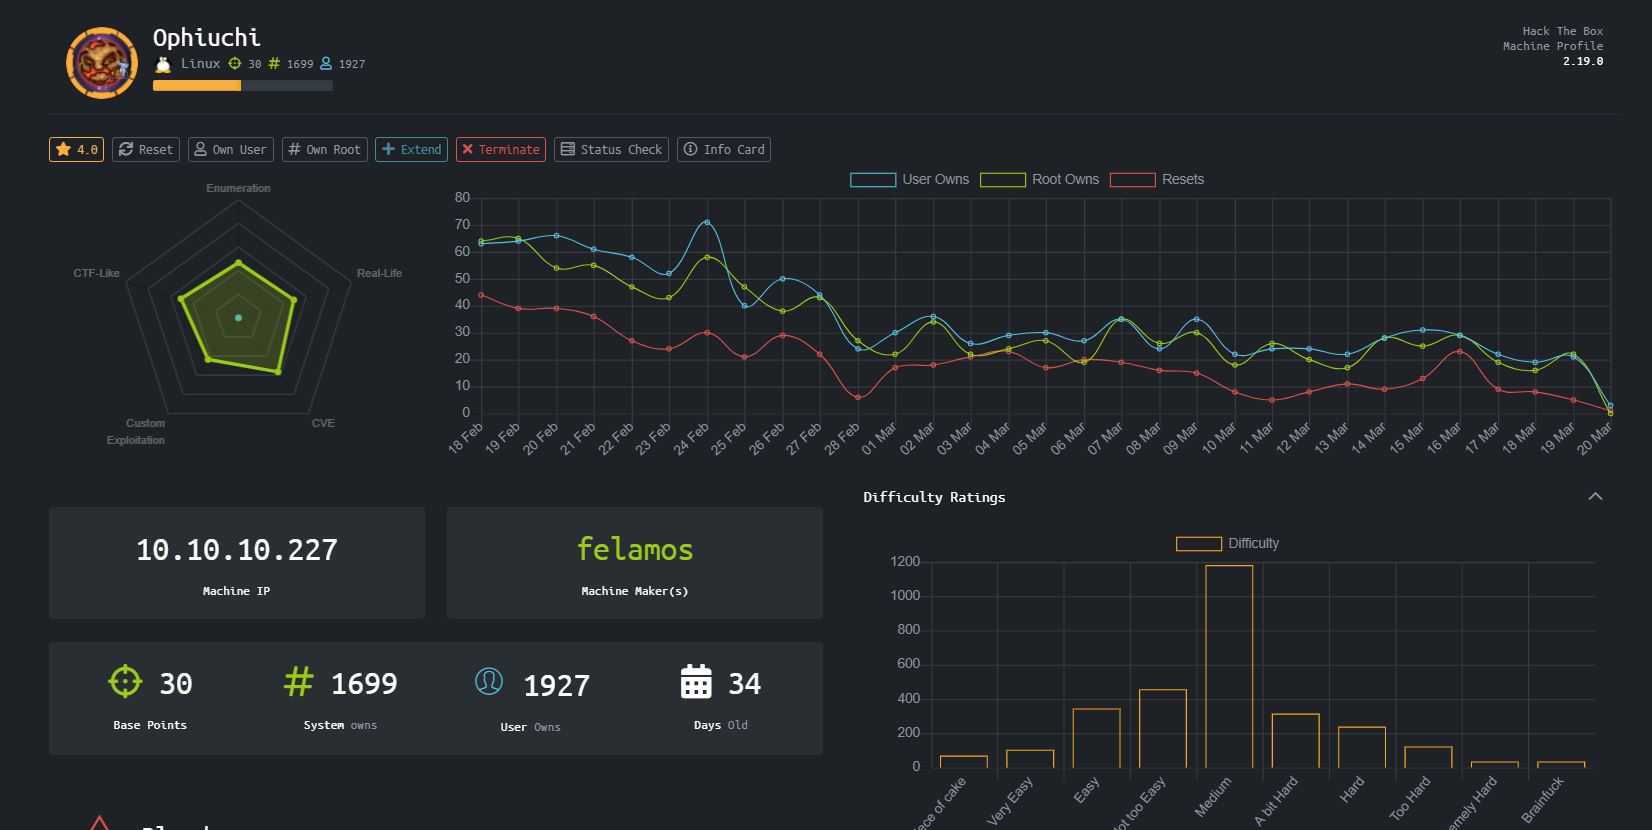 Ophiuchi
Linux 30 # 1699 1927
Hack The Box
Machine Profile
2.19.0
4.0 Reset Own User # Own Root Extend Terminate Status Check Info Card
Enumeration
CTF-Like
Real-Life
Custom
Exploitation
CVE
User Owns Root Owns Resets
80
70
60
50
40
30
20
10
0
18 Feb 19 Feb 20 Feb 21 Feb 22 Feb 23 Feb 24 Feb 25 Feb 26 Feb 27 Feb 28 Feb 01 Mar 02 Mar 03 Mar 04 Mar 05 Mar 06 Mar 07 Mar 08 Mar 09 Mar 10 Mar 11 Mar 12 Mar 13 Mar 14 Mar 15 Mar 16 Mar 17 Mar 18 Mar 19 Mar 20 Mar
10.10.10.227
Machine IP
felamos
Machine Maker(s)
30
Base Points
# 1699
System owns
1927
User Owns
34
Days Old
Difficulty Ratings
Difficulty
1200
1000
800
600
400
200
0
ece of cake Very Easy Easy ot too Easy Medium A bit Hard Hard Too Hard emely Hard Brainfuck